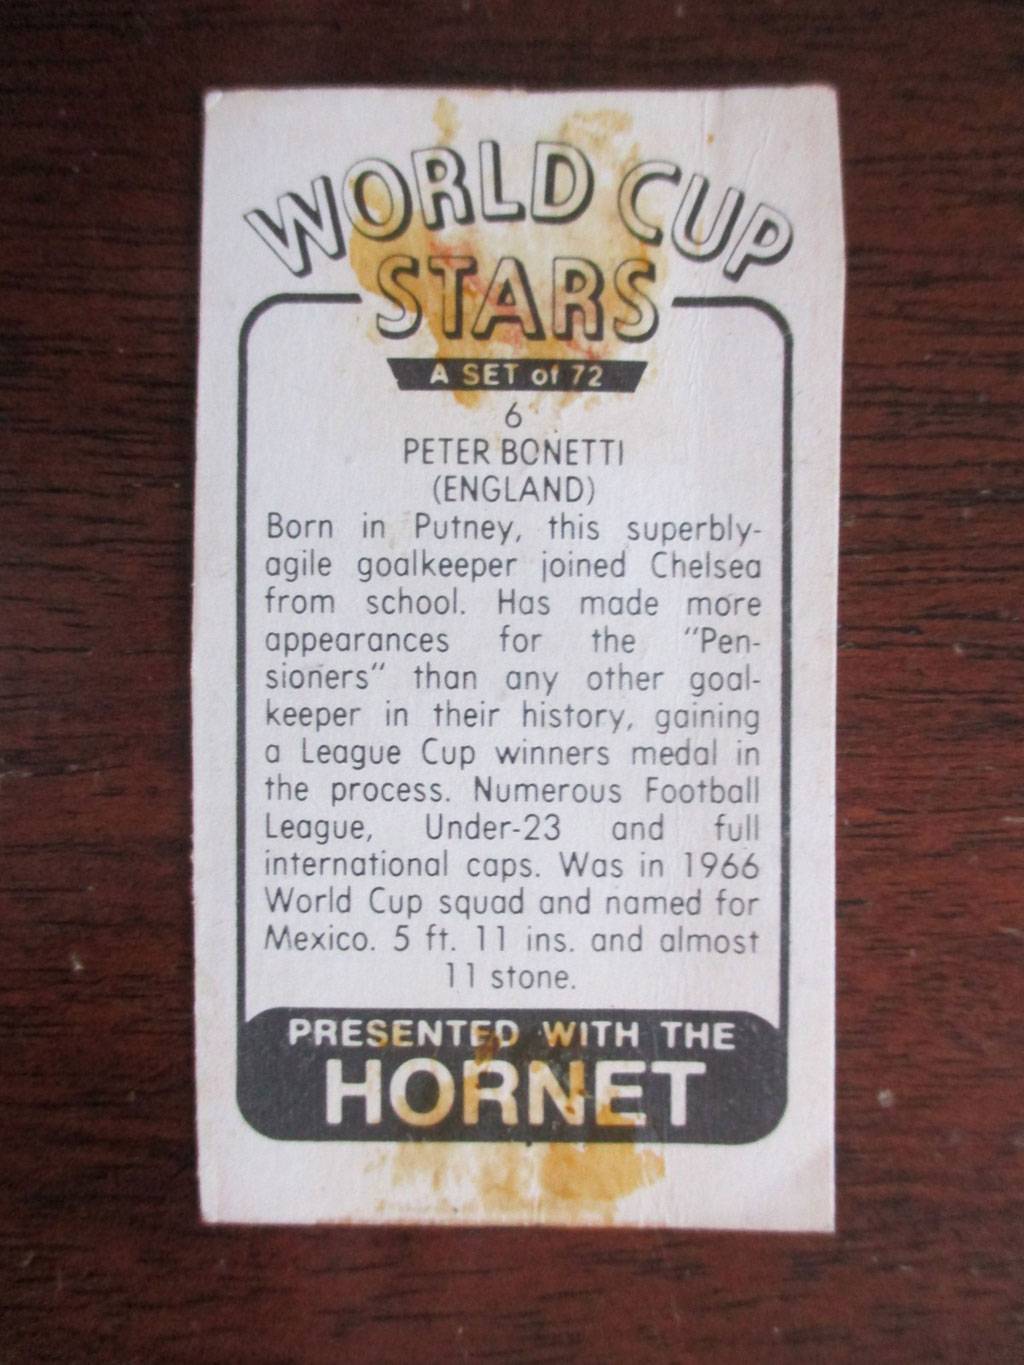 WORLD CUP
STARS
A SET of 72
6
PETER BONETTI
(ENGLAND)
Born in Putney, this superbly-
agile goalkeeper joined Chelsea
from school. Has made more
appearances for the "Pen-
sioners" than any other goal-
keeper in their history, gaining
a League Cup winners medal in
the process. Numerous Football
League, Under-23 and full
international caps. Was in 1966
World Cup squad and named for
Mexico. 5 ft. 11 ins. and almost
11 stone.
PRESENTED WITH THE
HORNET